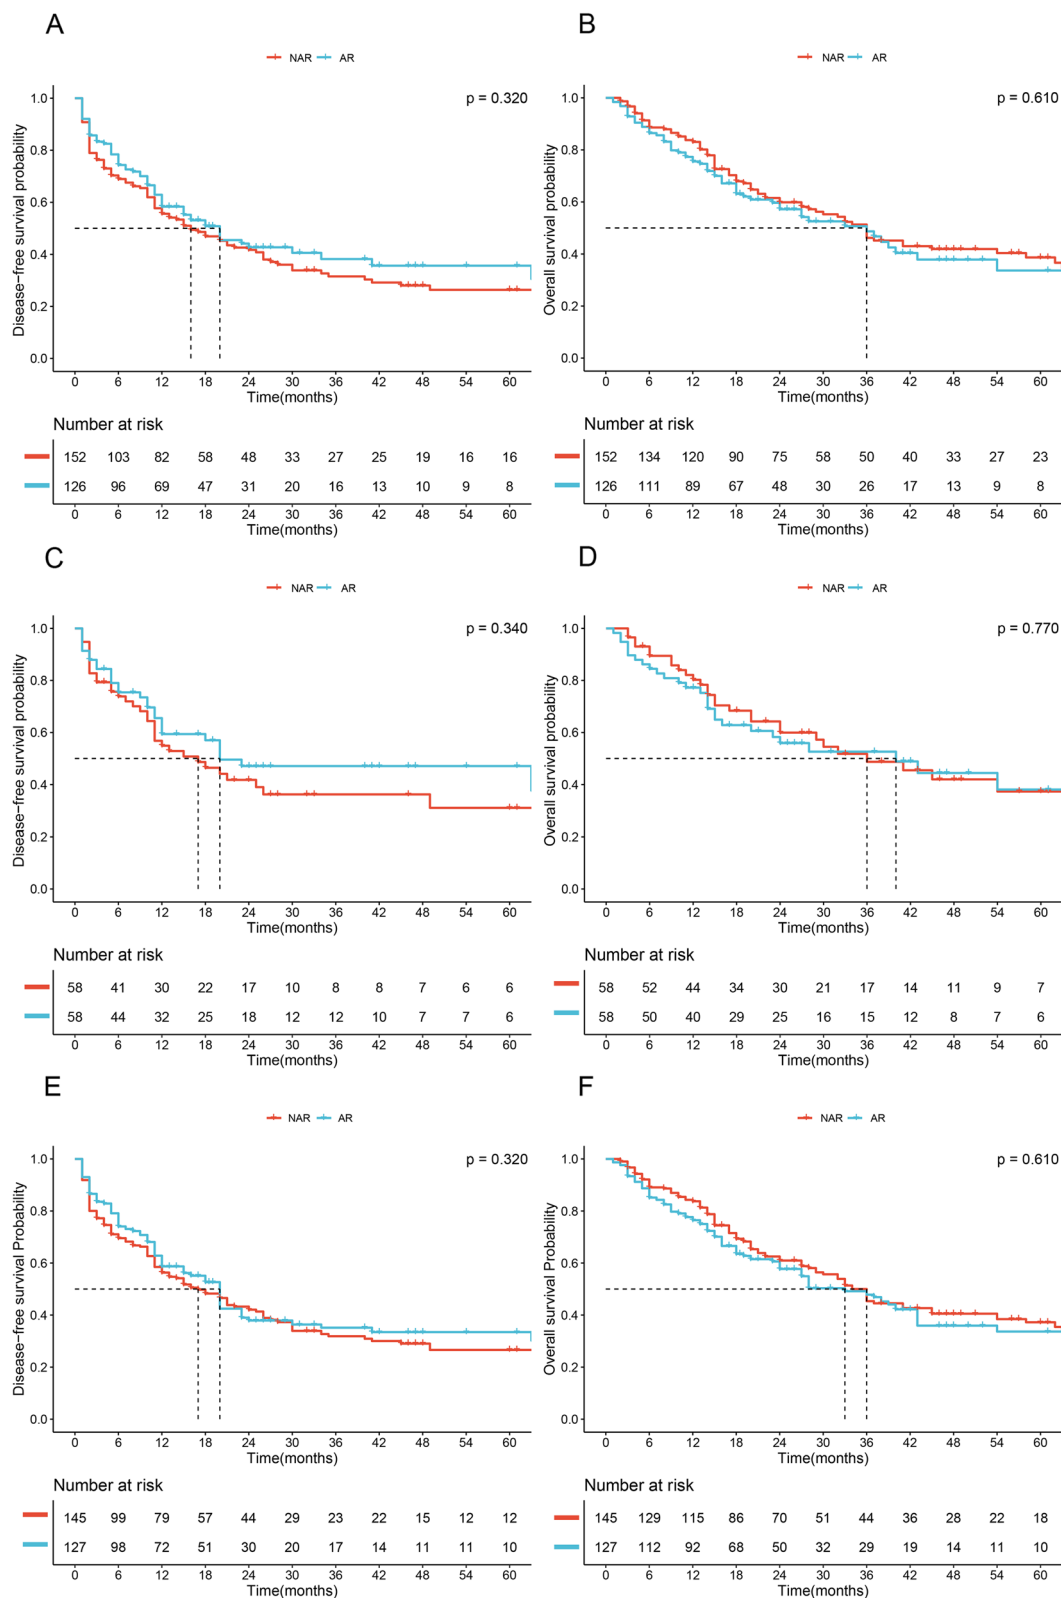 A
NAR AR
p = 0.320
Disease−free survival probability
1.0
0.8
0.6
0.4
0.2
0.0
0 6 12 18 24 30 36 42 48 54 60
Time(months)
Number at risk
152 103 82 58 48 33 27 25 19 16 16
126 96 69 47 31 20 16 13 10 9 8
0 6 12 18 24 30 36 42 48 54 60
Time(months)
B
NAR AR
p = 0.610
Overall survival probability
1.0
0.8
0.6
0.4
0.2
0.0
0 6 12 18 24 30 36 42 48 54 60
Time(months)
Number at risk
152 134 120 90 75 58 50 40 33 27 23
126 111 89 67 48 30 26 17 13 9 8
0 6 12 18 24 30 36 42 48 54 60
Time(months)
C
NAR AR
p = 0.340
Disease−free survival probability
1.0
0.8
0.6
0.4
0.2
0.0
0 6 12 18 24 30 36 42 48 54 60
Time(months)
Number at risk
58 41 30 22 17 10 8 8 7 6 6
58 44 32 25 18 12 12 10 7 7 6
0 6 12 18 24 30 36 42 48 54 60
Time(months)
D
NAR AR
p = 0.770
Overall survival probability
1.0
0.8
0.6
0.4
0.2
0.0
0 6 12 18 24 30 36 42 48 54 60
Time(months)
Number at risk
58 52 44 34 30 21 17 14 11 9 7
58 50 40 29 25 16 15 12 8 7 6
0 6 12 18 24 30 36 42 48 54 60
Time(months)
E
NAR AR
p = 0.320
Disease−free survival Probability
1.0
0.8
0.6
0.4
0.2
0.0
0 6 12 18 24 30 36 42 48 54 60
Time(months)
Number at risk
145 99 79 57 44 29 23 22 15 12 12
127 98 72 51 30 20 17 14 11 11 10
0 6 12 18 24 30 36 42 48 54 60
Time(months)
F
NAR AR
p = 0.610
Overall survival Probability
1.0
0.8
0.6
0.4
0.2
0.0
0 6 12 18 24 30 36 42 48 54 60
Time(months)
Number at risk
145 129 115 86 70 51 44 36 28 22 18
127 112 92 68 50 32 29 19 14 11 10
0 6 12 18 24 30 36 42 48 54 60
Time(months)